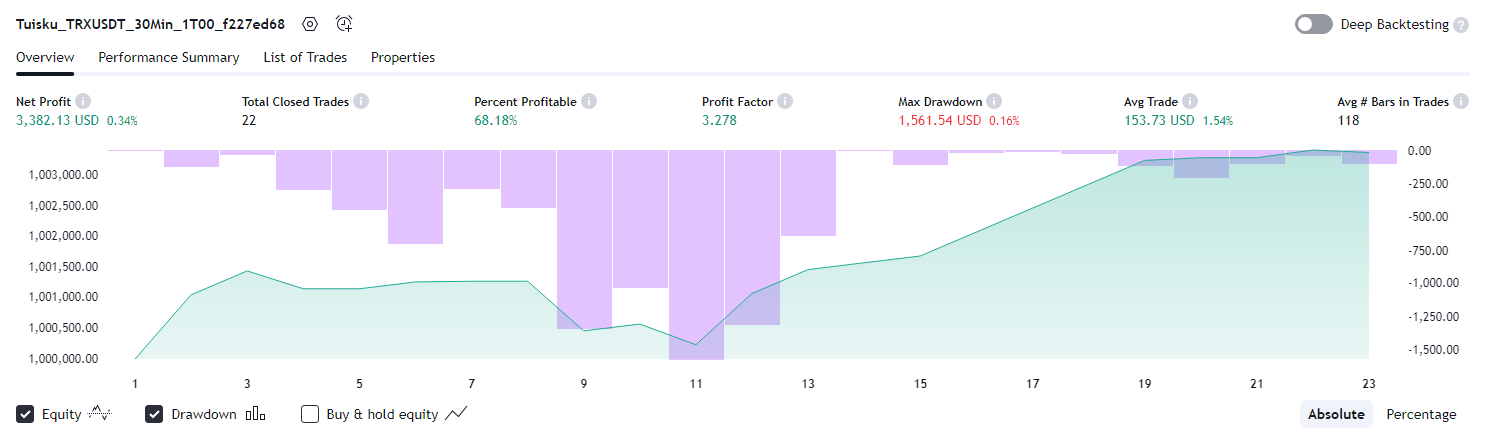 Tuisku_TRXUSDT_30Min_1T00_f227ed68 Deep Backtesting ?
Overview Performance Summary List of Trades Properties
Net Profit i Total Closed Trades i Percent Profitable i Profit Factor i Max Drawdown i Avg Trade i Avg # Bars in Trades i
3,382.13 USD 0.34% 22 68.18% 3.278 1,561.54 USD 0.16% 153.73 USD 1.54% 118
0.00
1,003,000.00 -250.00
1,002,500.00 -500.00
1,002,000.00 -750.00
1,001,500.00 -1,000.00
1,001,000.00 -1,250.00
1,000,500.00 -1,500.00
1,000,000.00
1 3 5 7 9 11 13 15 17 19 21 23
Equity Drawdown Buy & hold equity Absolute Percentage